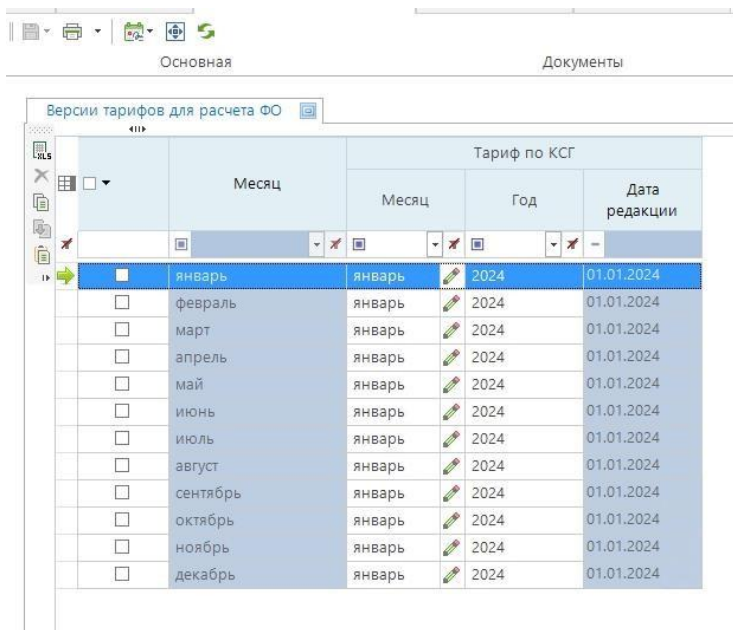 Основная Документы
Версии тарифов для расчета ФО
XLS
Тариф по КСГ
Месяц
Месяц Год Дата редакции
январь январь 2024 01.01.2024
февраль январь 2024 01.01.2024
март январь 2024 01.01.2024
апрель январь 2024 01.01.2024
май январь 2024 01.01.2024
июнь январь 2024 01.01.2024
июль январь 2024 01.01.2024
август январь 2024 01.01.2024
сентябрь январь 2024 01.01.2024
октябрь январь 2024 01.01.2024
ноябрь январь 2024 01.01.2024
декабрь январь 2024 01.01.2024